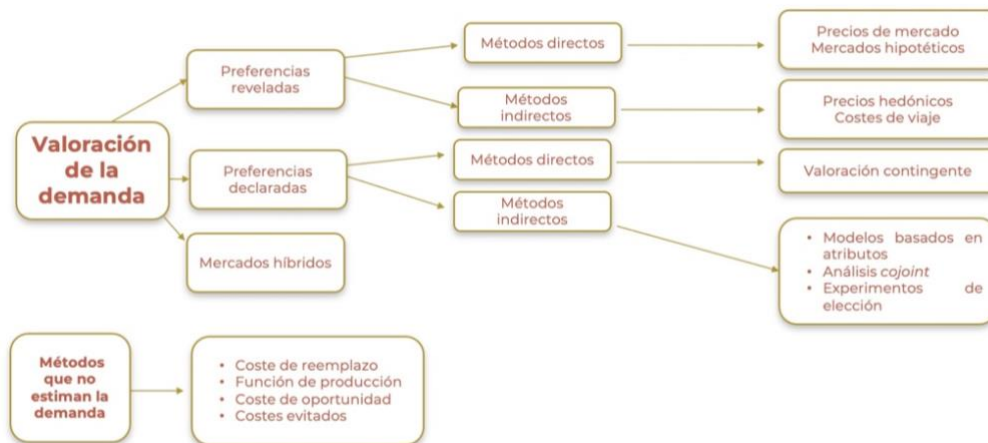 Valoración
de la
demanda
Preferencias
reveladas
Preferencias
declaradas
Mercados híbridos
Métodos directos
Métodos
indirectos
Métodos directos
Métodos
indirectos
Precios de mercado
Mercados hipotéticos
Precios hedónicos
Costes de viaje
Valoración contingente
• Modelos basados en
atributos
• Análisis cojoint
• Experimentos de
elección
Métodos
que no
estiman la
demanda
• Coste de reemplazo
• Función de producción
• Coste de oportunidad
• Costes evitados